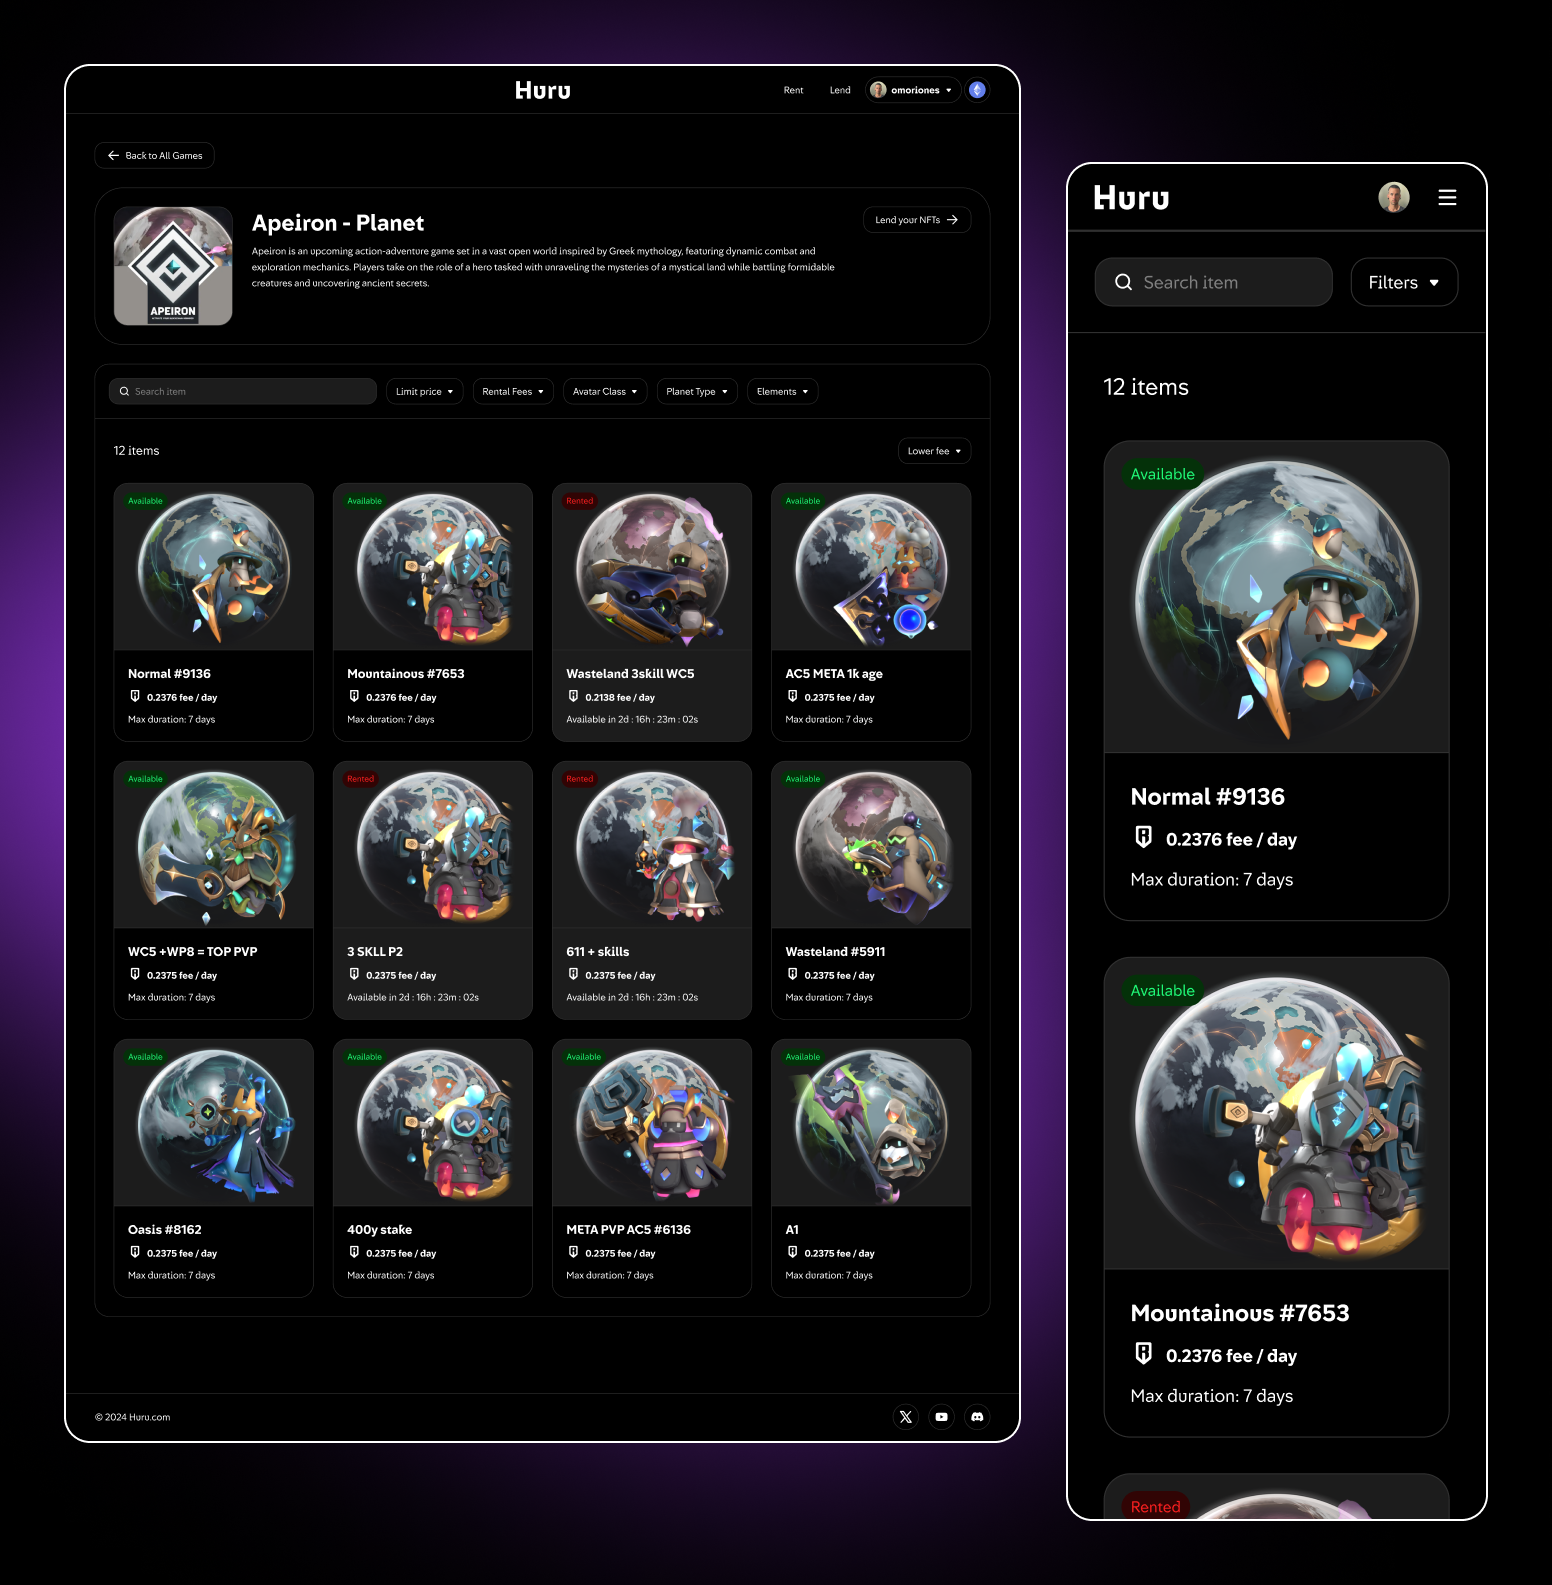 Huru
Rent
Lend
omoriones
Back to All Games
APEIRON
Apeiron - Planet
Lend your NFTs
Apeiron is an upcoming action-adventure game set in a vast open world inspired by Greek mythology, featuring dynamic combat and
exploration mechanics. Players take on the role of a hero tasked with unraveling the mysteries of a mystical land while battling formidable
creatures and uncovering ancient secrets.
Search item
Limit price
Rental Fees
Avatar Class
Planet Type
Elements
12 items
Lower fee
Available
Normal #9136
0.2376 fee / day
Max duration: 7 days
Available
Mountainous #7653
0.2376 fee / day
Max duration: 7 days
Rented
Wasteland 3skill WC5
0.2138 fee / day
Available in 2d : 16h : 23m : 02s
Available
AC5 META 1k age
0.2375 fee / day
Max duration: 7 days
Available
WC5 +WP8 = TOP PVP
0.2375 fee / day
Max duration: 7 days
Rented
3 SKLL P2
0.2375 fee / day
Available in 2d : 16h : 23m : 02s
Rented
611 + skills
0.2375 fee / day
Available in 2d : 16h : 23m : 02s
Available
Wasteland #5911
0.2375 fee / day
Max duration: 7 days
Available
Oasis #8162
0.2375 fee / day
Max duration: 7 days
Available
400y stake
0.2375 fee / day
Max duration: 7 days
Available
META PVP AC5 #6136
0.2375 fee / day
Max duration: 7 days
Available
A1
0.2375 fee / day
Max duration: 7 days
© 2024 Huru.com
Huru
Search item
Filters
12 items
Available
Normal #9136
0.2376 fee / day
Max duration: 7 days
Available
Mountainous #7653
0.2376 fee / day
Max duration: 7 days
Rented